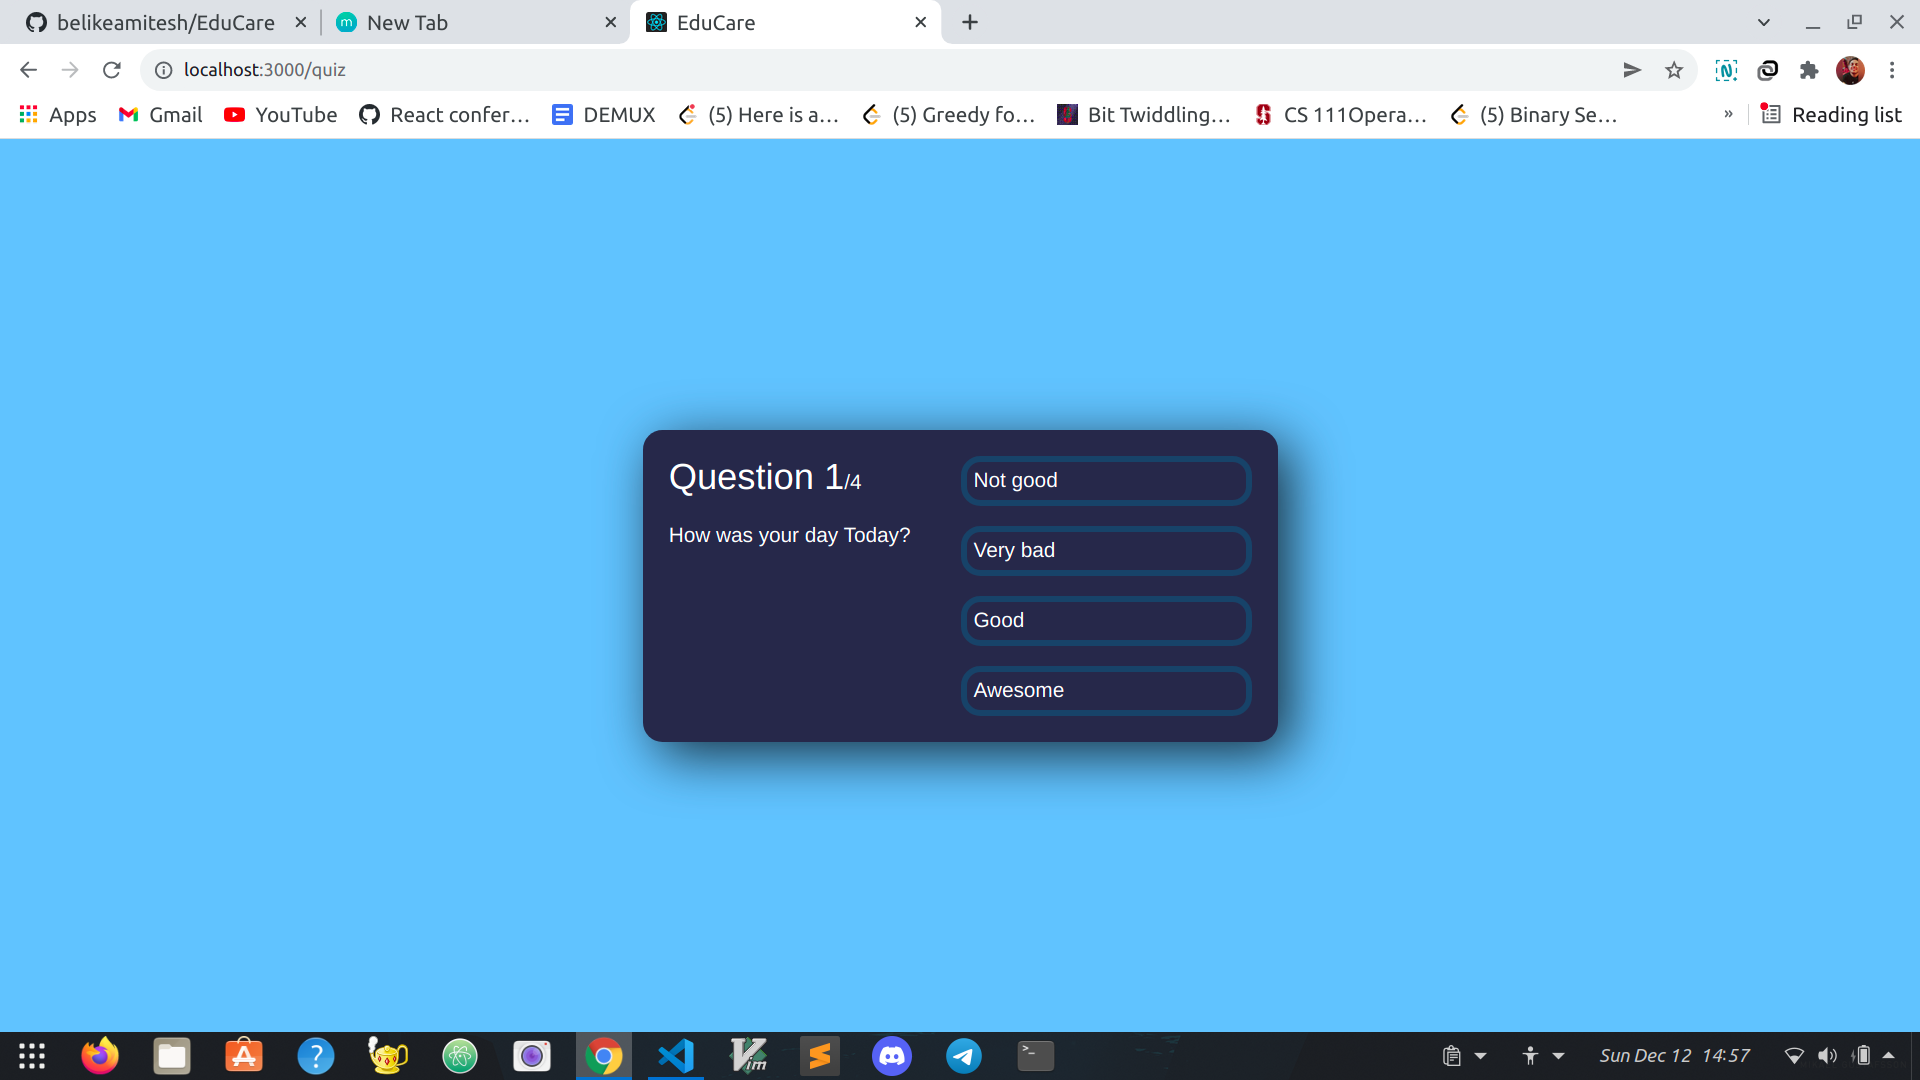 belikeamitesh/EduCare
New Tab
EduCare
localhost:3000/quiz
Apps
Gmail
YouTube
React confer...
DEMUX
(5) Here is a...
(5) Greedy fo...
Bit Twiddling...
CS 111Opera...
(5) Binary Se...
»
Reading list
Question 1/4
How was your day Today?
Not good
Very bad
Good
Awesome
Sun Dec 12 14:57